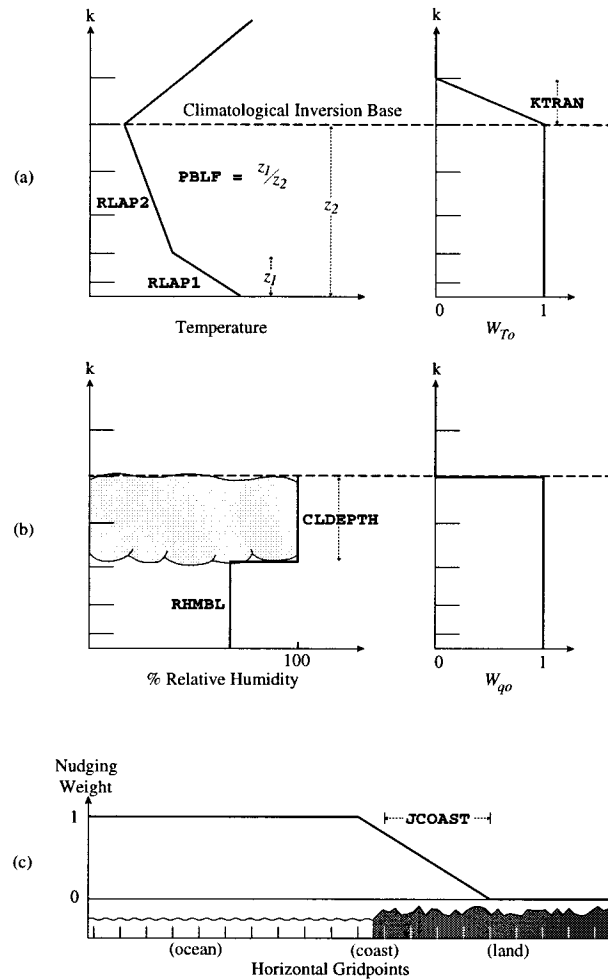 k
k
Climatological Inversion Base
KTRAN
(a)
PBLF = z1/z2
RLAP2
z2
RLAP1
z1
0
1
Temperature
WTo
k
k
(b)
CLDEPTH
RHMBL
100
0
1
% Relative Humidity
Wqo
Nudging
Weight
1
JCOAST
(c)
0
(ocean)
(coast)
(land)
Horizontal Gridpoints